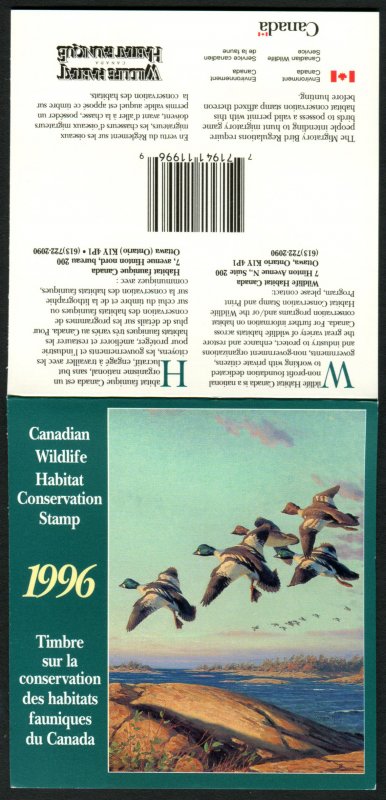 Canadian
Wildlife
Habitat
Conservation
Stamp
1996
Timbre
sur la
conservation
des habitats
fauniques
du Canada
Wildlife Habitat Canada is a national
non-profit foundation dedicated
to working with private citizens,
governments, non-government organizations
and industry to protect, enhance and restore
the great variety of wildlife habitats across
Canada. For further information on habitat
conservation programs and/or the Wildlife
Habitat Conservation Stamp and Print
Program, please contact:
Wildlife Habitat Canada
7 Hinton Avenue N., Suite 200
Ottawa, Ontario K1Y 4P1
(613)722-2090
Habitat faunique Canada est un
organisme national, sans but
lucratif, engagé à travailler avec les
citoyens, les gouvernements et l'industrie
pour protéger, améliorer et restaurer les
habitats fauniques très variés au Canada. Pour
plus de détails sur les programmes de
conservation des habitats fauniques ou
sur celui du timbre et de la lithographie
sur la conservation des habitats fauniques,
communiquez avec :
Habitat faunique Canada
7, avenue Hinton nord, bureau 200
Ottawa (Ontario) K1Y 4P1
(613)722-2090
7 71941 11996 9
The Migratory Bird Regulations require
people intending to hunt migratory game
birds to possess a valid permit with this
habitat conservation stamp affixed thereon
before hunting.
En vertu du Règlement sur les oiseaux
migrateurs, les chasseurs d'oiseaux migrateurs
doivent, avant d'aller à la chasse, posséder un
permis valide auquel est apposé ce timbre sur
la conservation des habitats.
Environment
Canada
Canadian Wildlife
Service
Environnement
Canada
Service canadien
de la faune
WILDLIFE HABITAT
CANADA
HABITAT FAUNIQUE
Canada